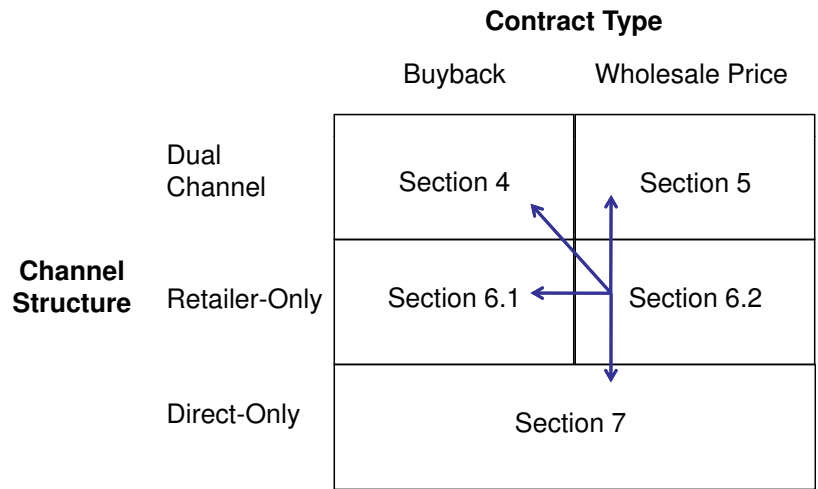 Contract Type
Buyback
Wholesale Price
Dual
Channel
Section 4
Section 5
Channel
Structure
Retailer-Only
Section 6.1
Section 6.2
Direct-Only
Section 7